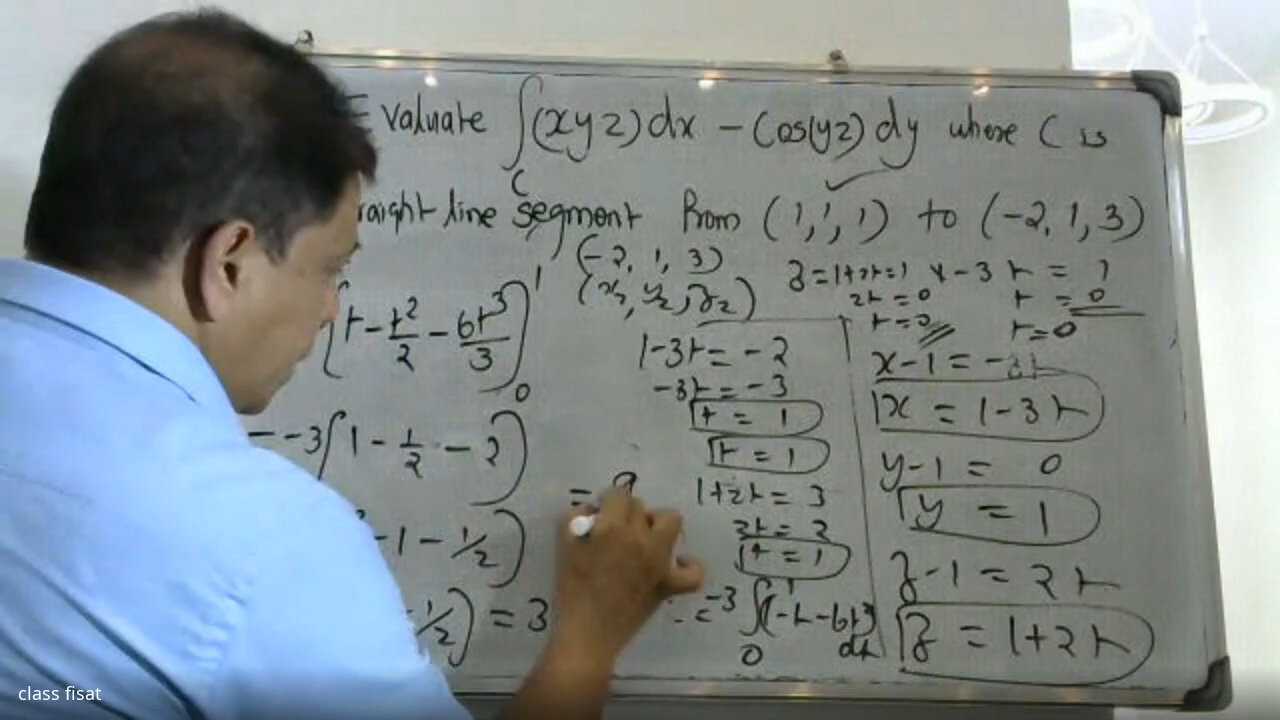 Evaluate ∫(xyz)dx - Cos(yz)dy where C is
C
raight line segment from (1,1,1) to (-2,1,3)
(-2, 1, 3)
(x₂, y₂, z₂)
[t - t²/2 - 6t³/3]
1
0
-3[1 - 1/2 - 2]
-1 - 1/2)
1/2) = 3
=
1-3t = -2
-3t = -3
t = 1
t = 1
1+2t = 3
2t = 2
t = 1
= -3 ∫(1-t-6t²)
0
1
dt
z = 1+2t=1
2t = 0
t=0
1-3t = 1
t = 0
t=0
x-1 = -3t
x = 1-3t
y-1 = 0
y = 1
z-1 = 2t
z = 1+2t
class fisat